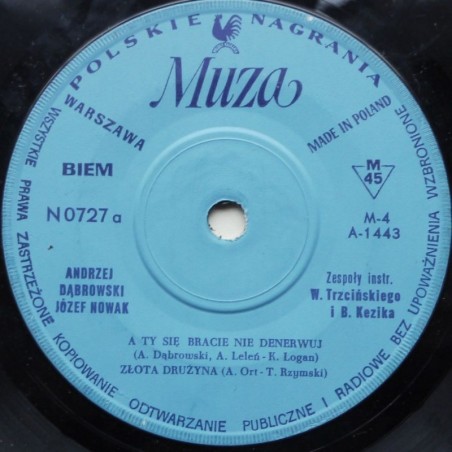 POLSKIE NAGRANIA
Muza
WARSZAWA
MADE IN POLAND
BIEM
M
45
N 0727 a
M-4
A-1443
ANDRZEJ
DĄBROWSKI
JÓZEF NOWAK
Zespoły instr.
W. Trzcińskiego
i B. Kezika
A TY SIĘ BRACIE NIE DENERWUJ
(A. Dąbrowski, A. Leleń - K. Logan)
ZŁOTA DRUŻYNA (A. Ort - T. Rzymski)
WSZYSTKIE PRAWA ZASTRZEŻONE KOPIOWANIE ODTWARZANIE PUBLICZNE I RADIOWE BEZ UPOWAŻNIENIA WZBRONIONE